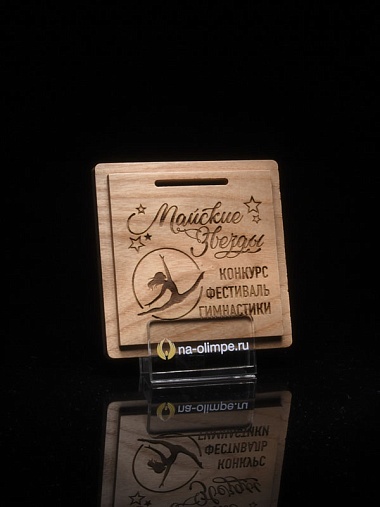 Майские
Звезды
КОНКУРС
ФЕСТИВАЛЬ
ГИМНАСТИКИ
na-olimpe.ru